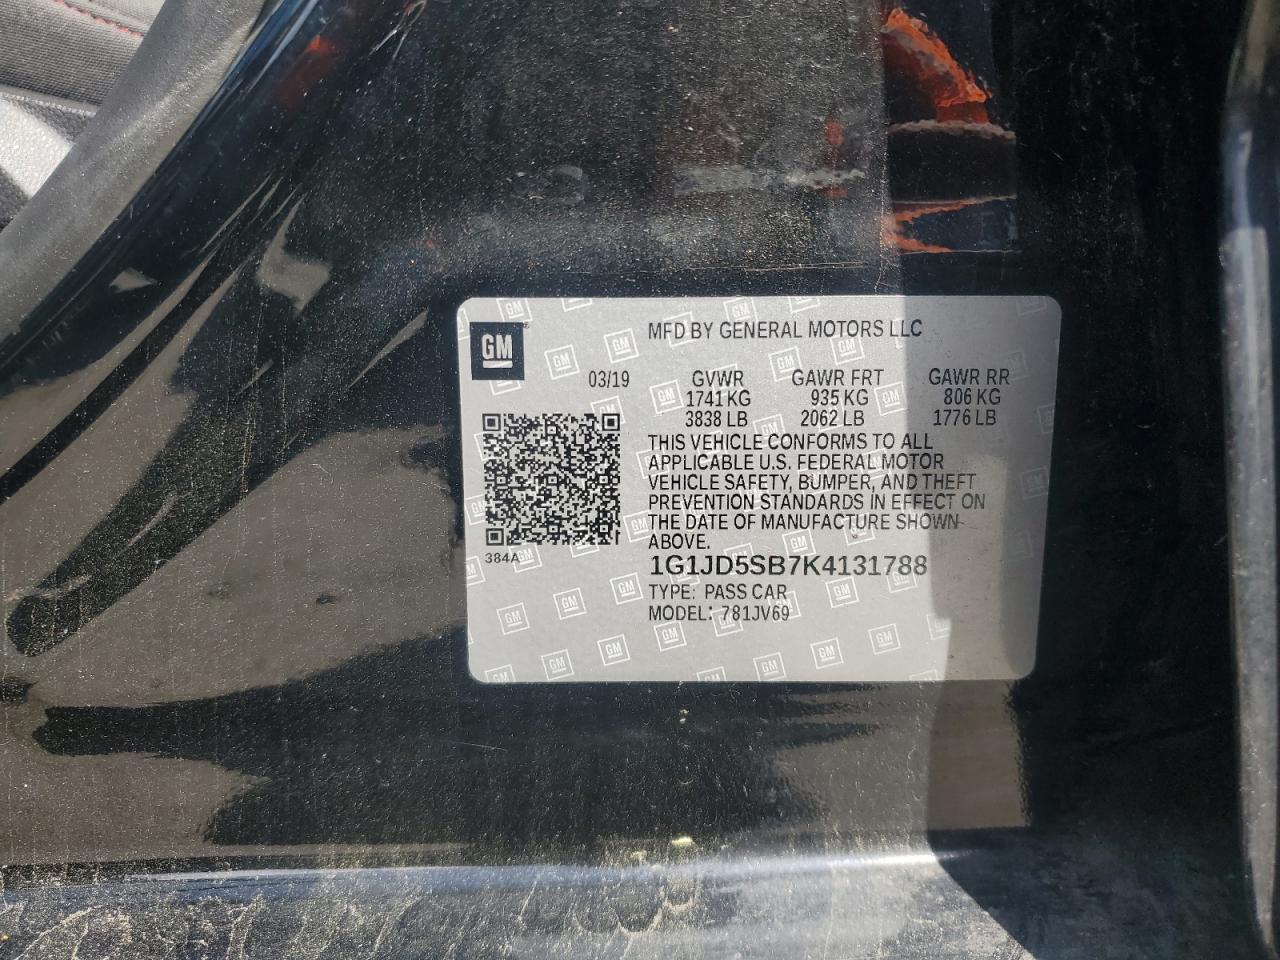 GM
MFD BY GENERAL MOTORS LLC
03/19 GVWR GAWR FRT GAWR RR
1741 KG 935 KG 806 KG
3838 LB 2062 LB 1776 LB
THIS VEHICLE CONFORMS TO ALL
APPLICABLE U.S. FEDERAL MOTOR
VEHICLE SAFETY, BUMPER, AND THEFT
PREVENTION STANDARDS IN EFFECT ON
THE DATE OF MANUFACTURE SHOWN
ABOVE.
384A
1G1JD5SB7K4131788
TYPE: PASS CAR
MODEL: 781JV69